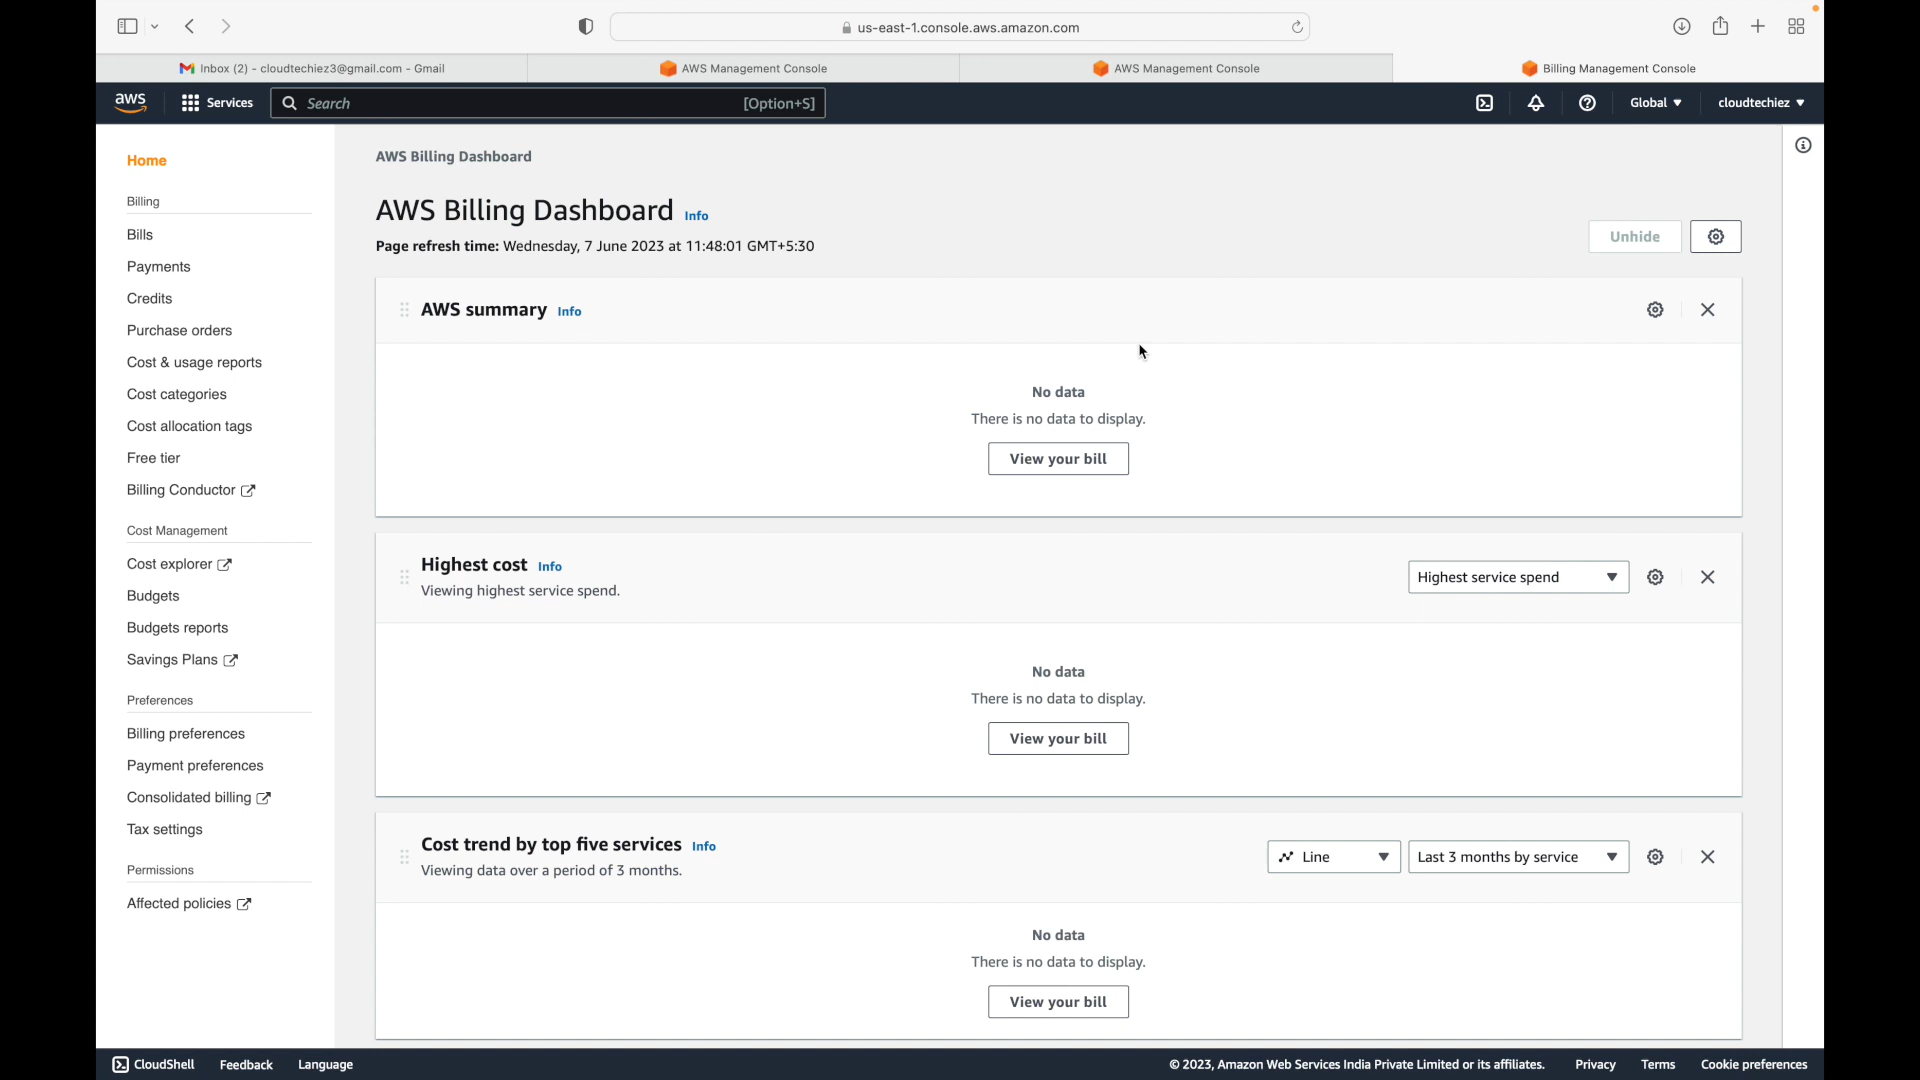 us-east-1.console.aws.amazon.com
Inbox (2) - cloudtechiez3@gmail.com - Gmail
AWS Management Console
AWS Management Console
Billing Management Console
aws
Services
Search
[Option+S]
Global
cloudtechiez
Home
Billing
Bills
Payments
Credits
Purchase orders
Cost & usage reports
Cost categories
Cost allocation tags
Free tier
Billing Conductor
Cost Management
Cost explorer
Budgets
Budgets reports
Savings Plans
Preferences
Billing preferences
Payment preferences
Consolidated billing
Tax settings
Permissions
Affected policies
AWS Billing Dashboard
AWS Billing Dashboard Info
Page refresh time: Wednesday, 7 June 2023 at 11:48:01 GMT+5:30
Unhide
AWS summary Info
No data
There is no data to display.
View your bill
Highest cost Info
Viewing highest service spend.
Highest service spend
No data
There is no data to display.
View your bill
Cost trend by top five services Info
Viewing data over a period of 3 months.
Line
Last 3 months by service
No data
There is no data to display.
View your bill
CloudShell
Feedback
Language
© 2023, Amazon Web Services India Private Limited or its affiliates.
Privacy
Terms
Cookie preferences